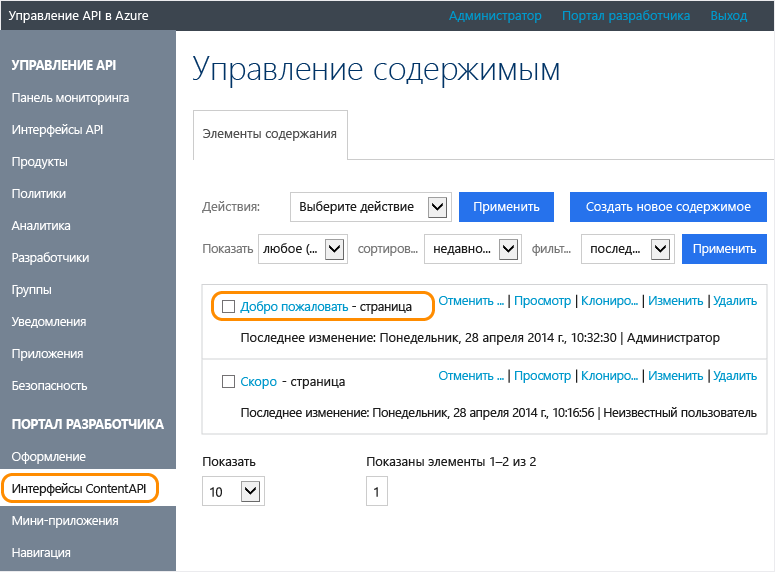 Управление API в Azure
Администратор Портал разработчика Выход
УПРАВЛЕНИЕ API
Панель мониторинга
Интерфейсы API
Продукты
Политики
Аналитика
Разработчики
Группы
Уведомления
Приложения
Безопасность
ПОРТАЛ РАЗРАБОТЧИКА
Оформление
Интерфейсы ContentAPI
Мини-приложения
Навигация
Управление содержимым
Элементы содержания
Действия: Выберите действие Применить Создать новое содержимое
Показать любое (... сортиров... недавно... фильт... послед... Применить
Добро пожаловать - страница Отменить ... | Просмотр | Клониро... | Изменить | Удалить
Последнее изменение: Понедельник, 28 апреля 2014 г., 10:32:30 | Администратор
Скоро - страница Отменить ... | Просмотр | Клониро... | Изменить | Удалить
Последнее изменение: Понедельник, 28 апреля 2014 г., 10:16:56 | Неизвестный пользователь
Показать Показаны элементы 1–2 из 2
10 1